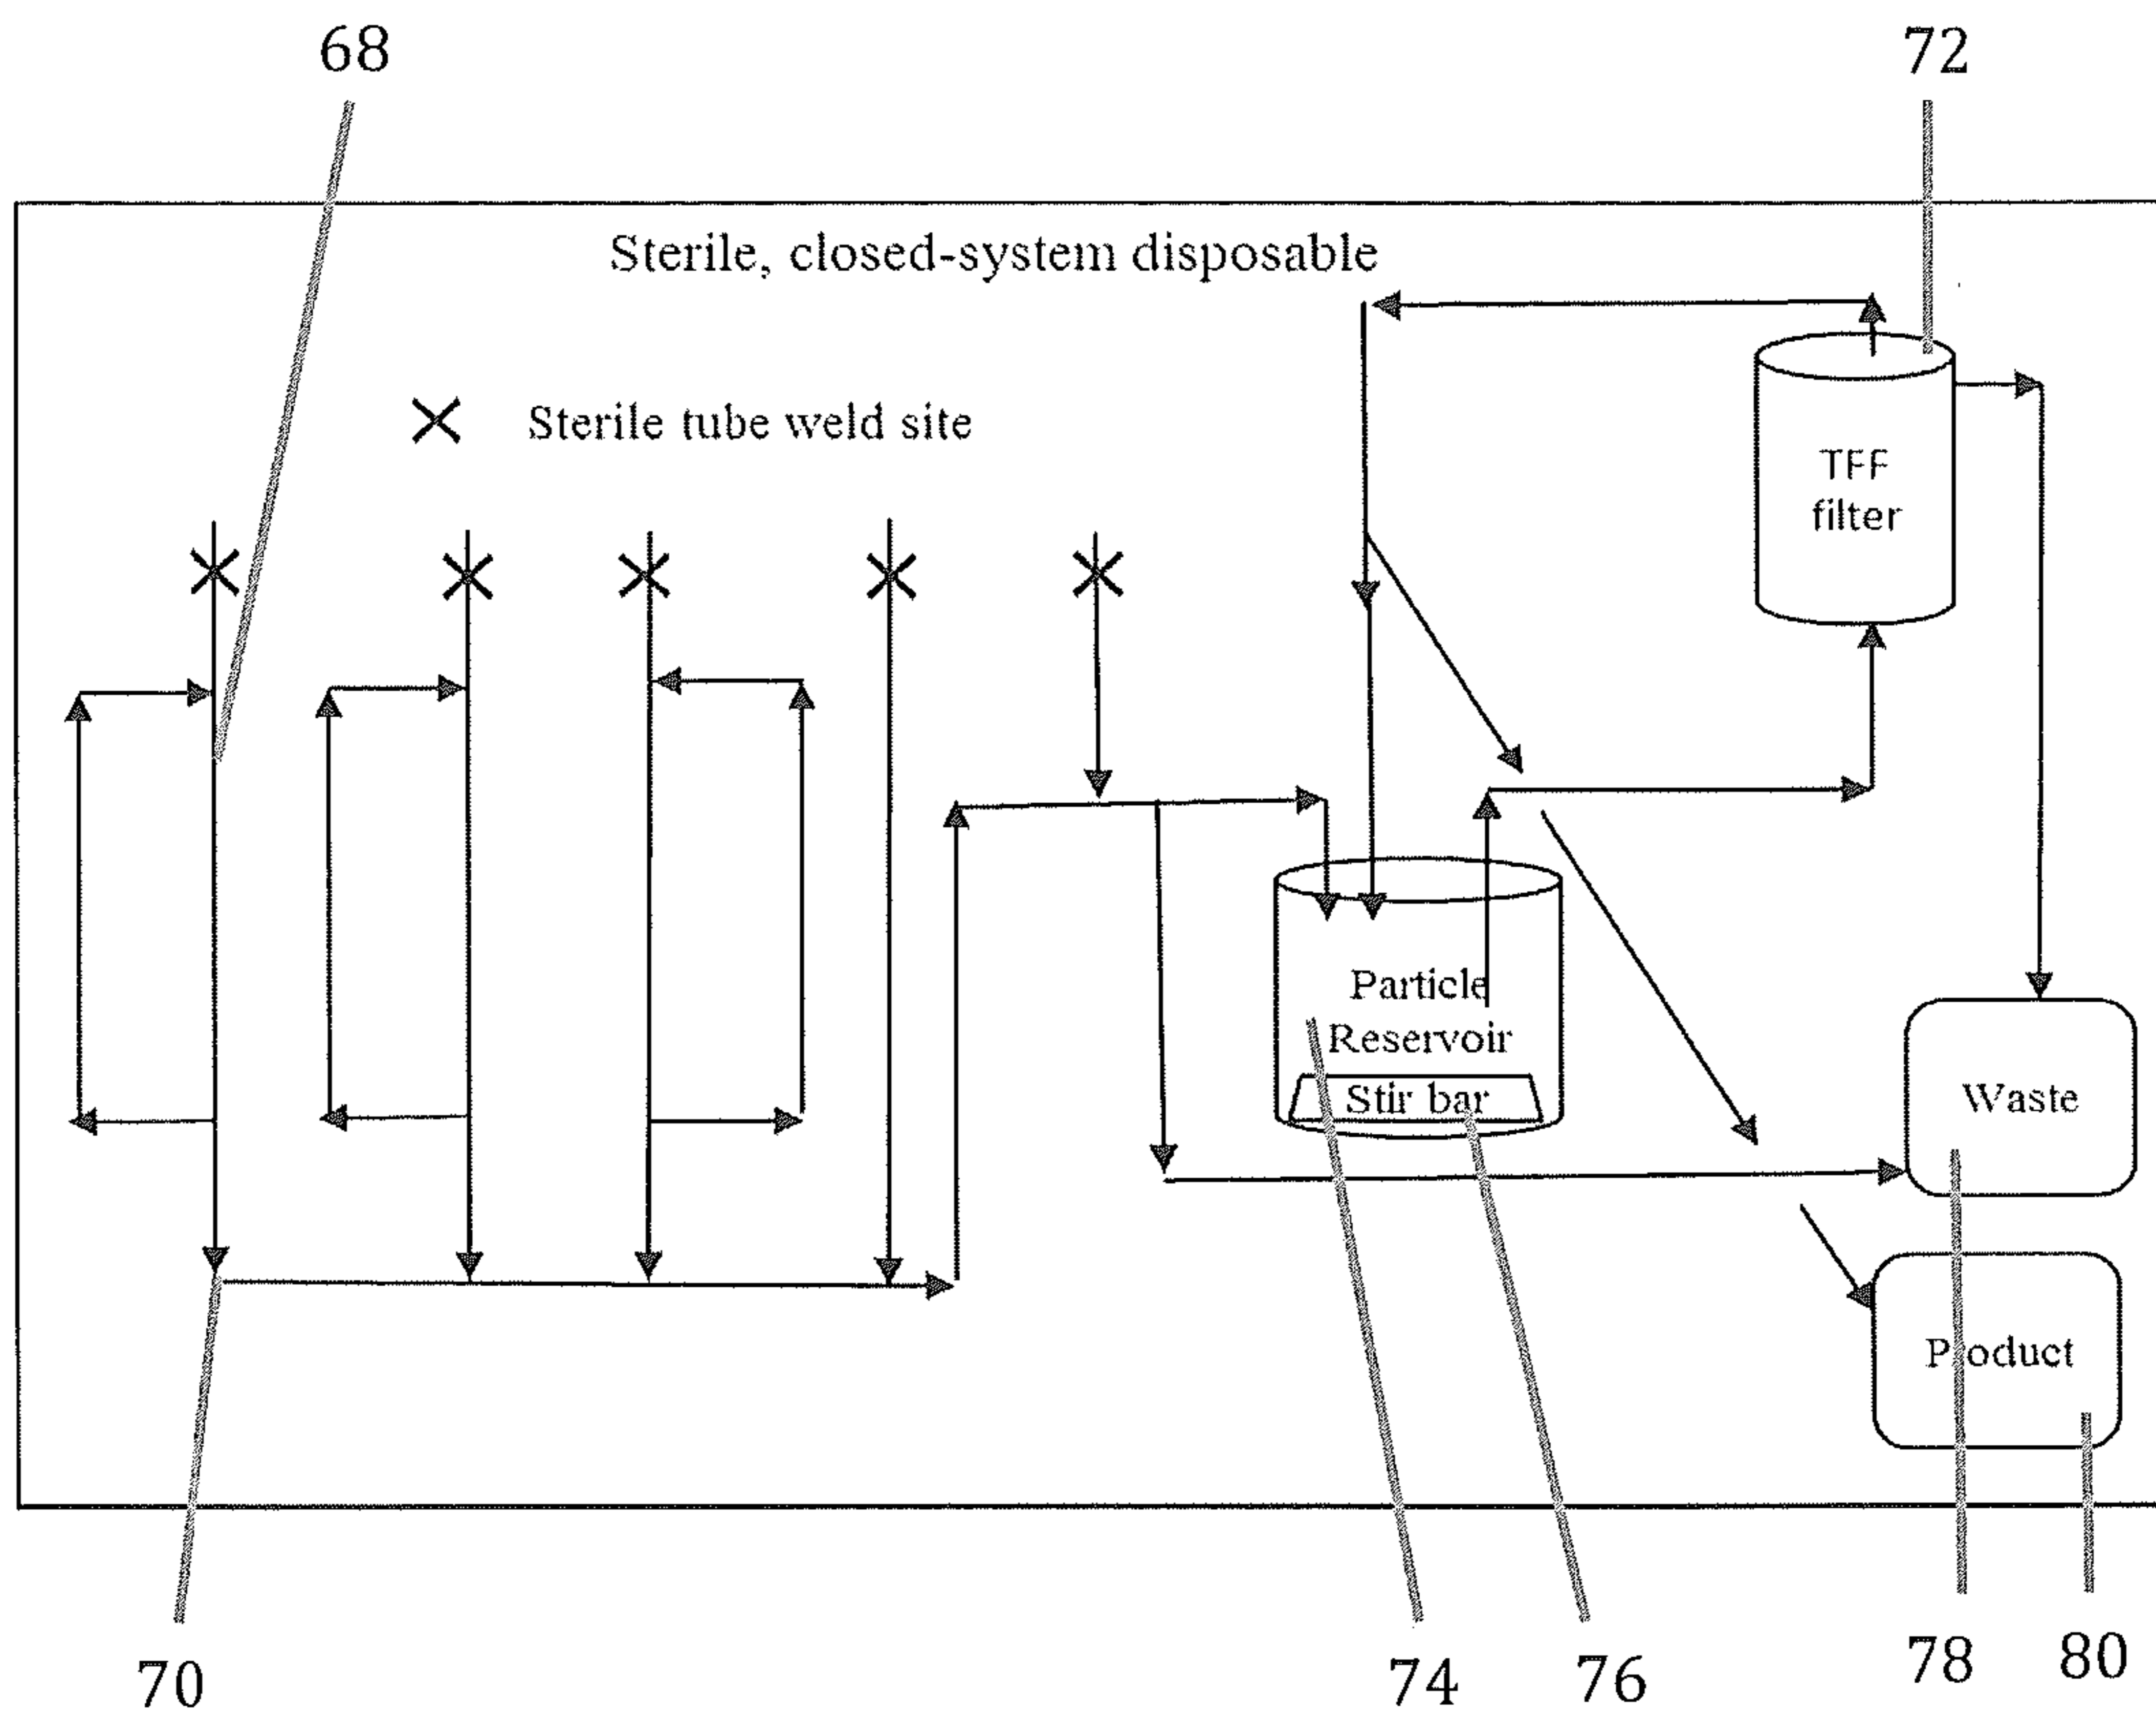 68
72
Sterile, closed-system disposable
Sterile tube weld site
TFF
filter
Particle
Reservoir
Stir bar
Waste
Product
70
74
76
78
80